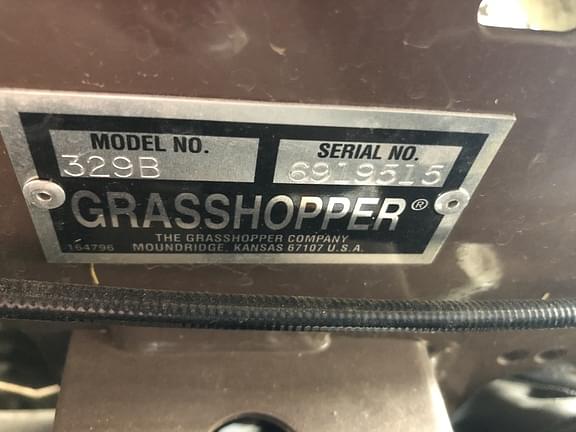 MODEL NO.
329B
SERIAL NO.
6919515
GRASSHOPPER®
THE GRASSHOPPER COMPANY
164796 MOUNDRIDGE, KANSAS 67107 U.S.A.